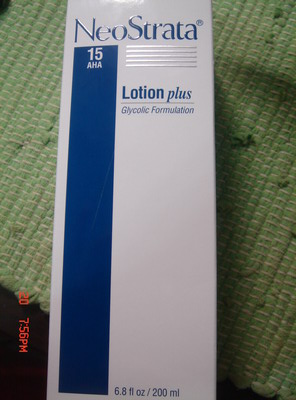 NeoStrata®
15
AHA
Lotion plus
Glycolic Formulation
6.8 fl oz / 200 ml
20 7:56PM